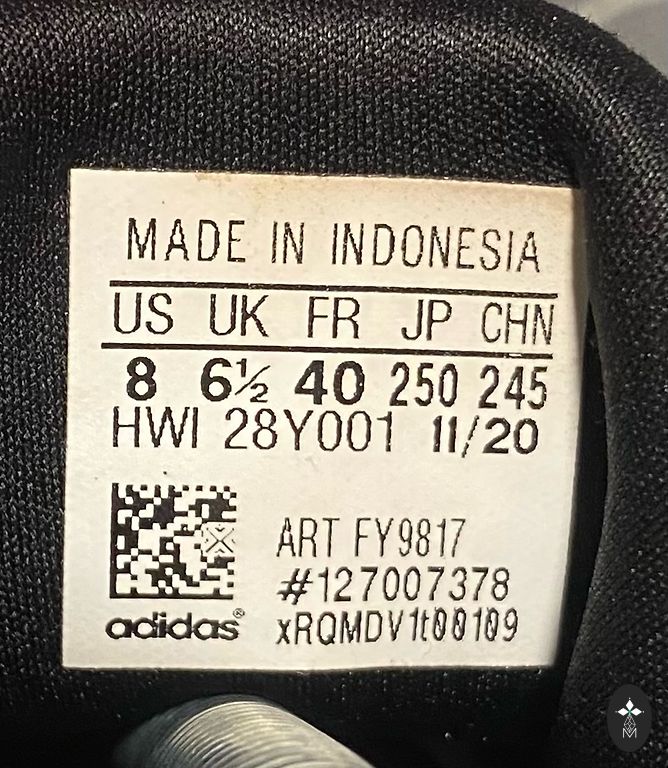 MADE IN INDONESIA
US UK FR JP CHN
8 6½ 40 250 245
HWI 28Y001 11/20
ART FY9817
#127007378
adidas® xRQMDV1t00109
M